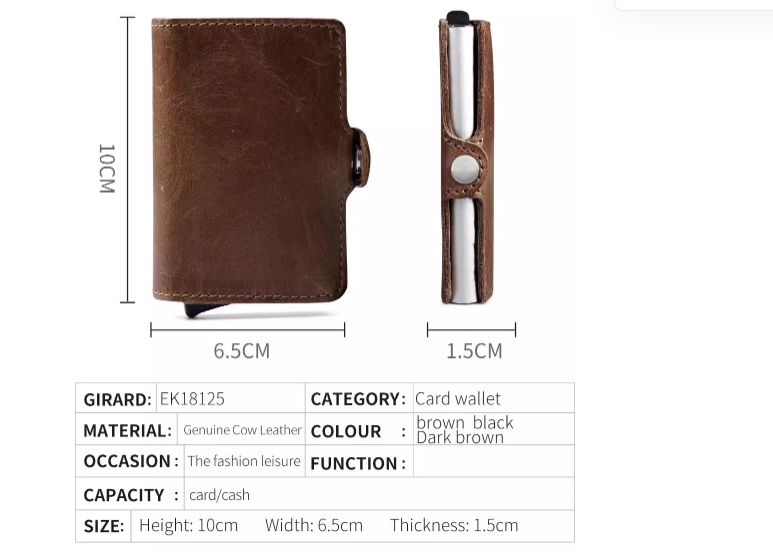 10CM
6.5CM
1.5CM
GIRARD: EK18125 CATEGORY: Card wallet
MATERIAL: Genuine Cow Leather COLOUR : brown black
Dark brown
OCCASION : The fashion leisure FUNCTION :
CAPACITY : card/cash
SIZE: Height: 10cm Width: 6.5cm Thickness: 1.5cm